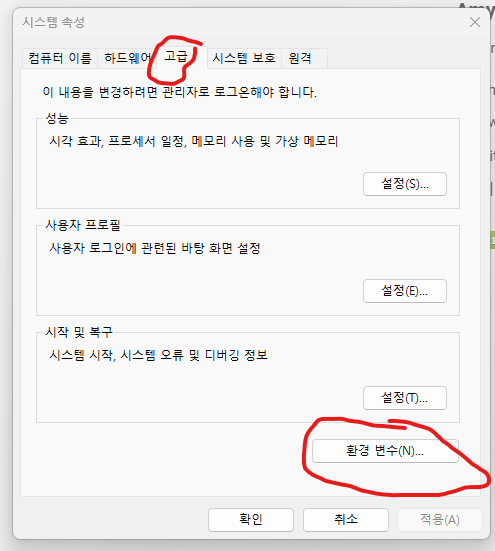 시스템 속성
컴퓨터 이름 하드웨어 고급 시스템 보호 원격
이 내용을 변경하려면 관리자로 로그온해야 합니다.
성능
시각 효과, 프로세서 일정, 메모리 사용 및 가상 메모리
설정(S)...
사용자 프로필
사용자 로그인에 관련된 바탕 화면 설정
설정(E)...
시작 및 복구
시스템 시작, 시스템 오류 및 디버깅 정보
설정(T)...
환경 변수(N)...
확인 취소 적용(A)